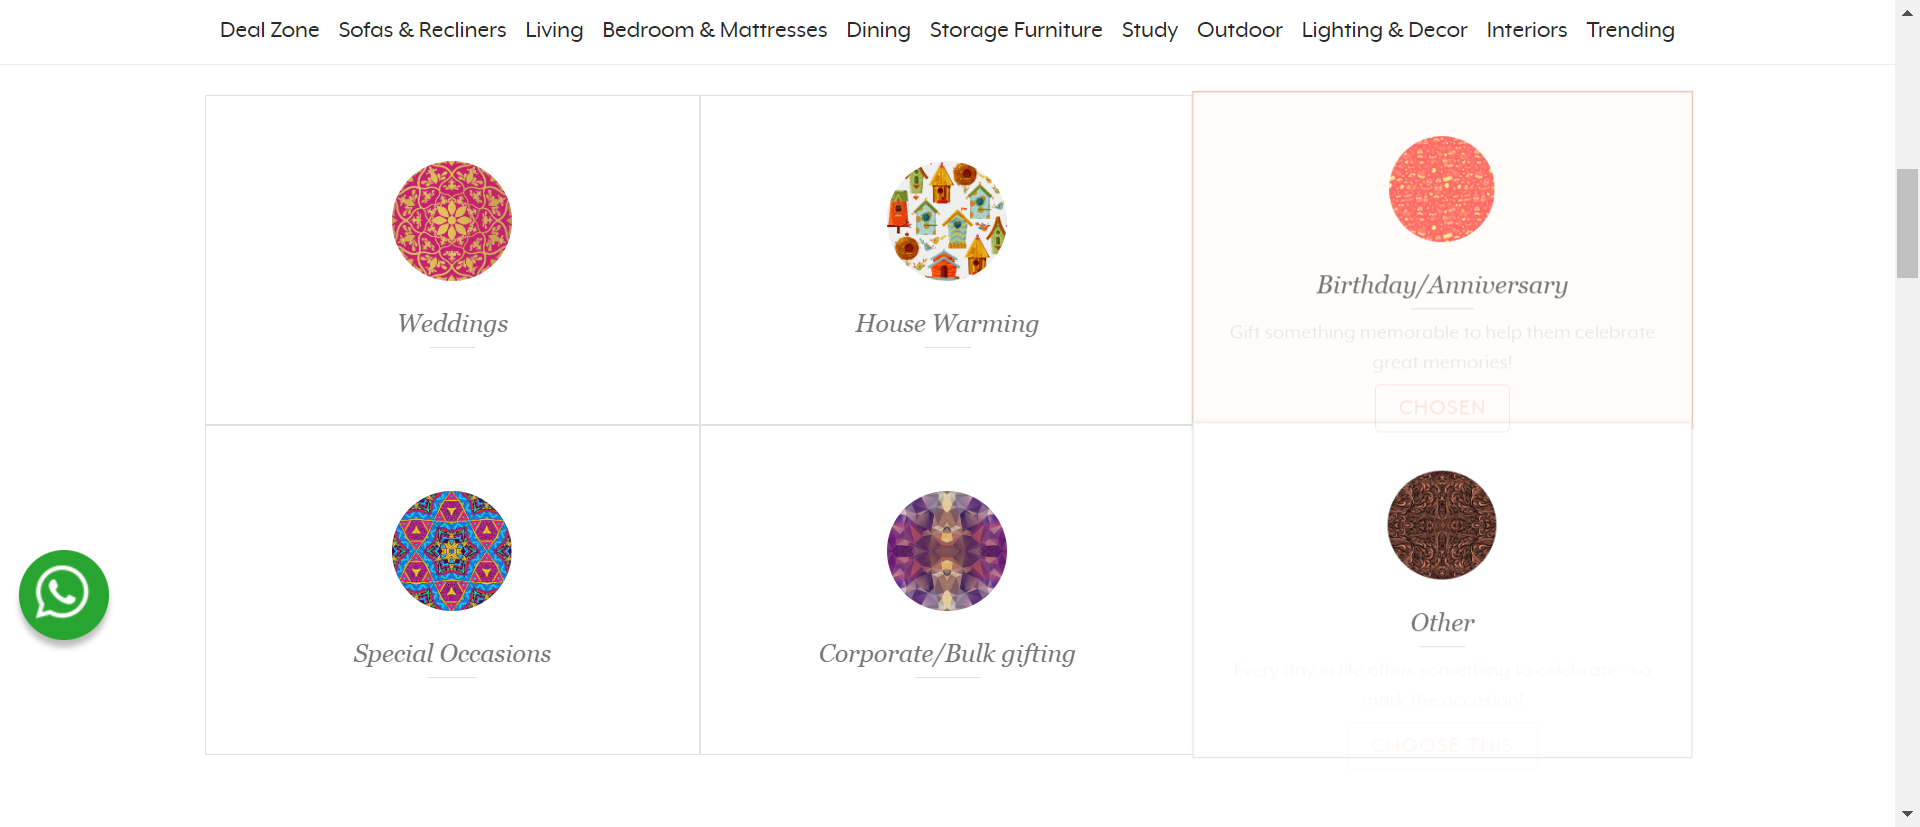 Deal Zone Sofas & Recliners Living Bedroom & Mattresses Dining Storage Furniture Study Outdoor Lighting & Decor Interiors Trending
Weddings
House Warming
Birthday/Anniversary
Gift something memorable to help them celebrate
great memories!
CHOSEN
Special Occasions
Corporate/Bulk gifting
Other
Every day in life offers something to celebrate - so
mark the occasion!
CHOOSE THIS